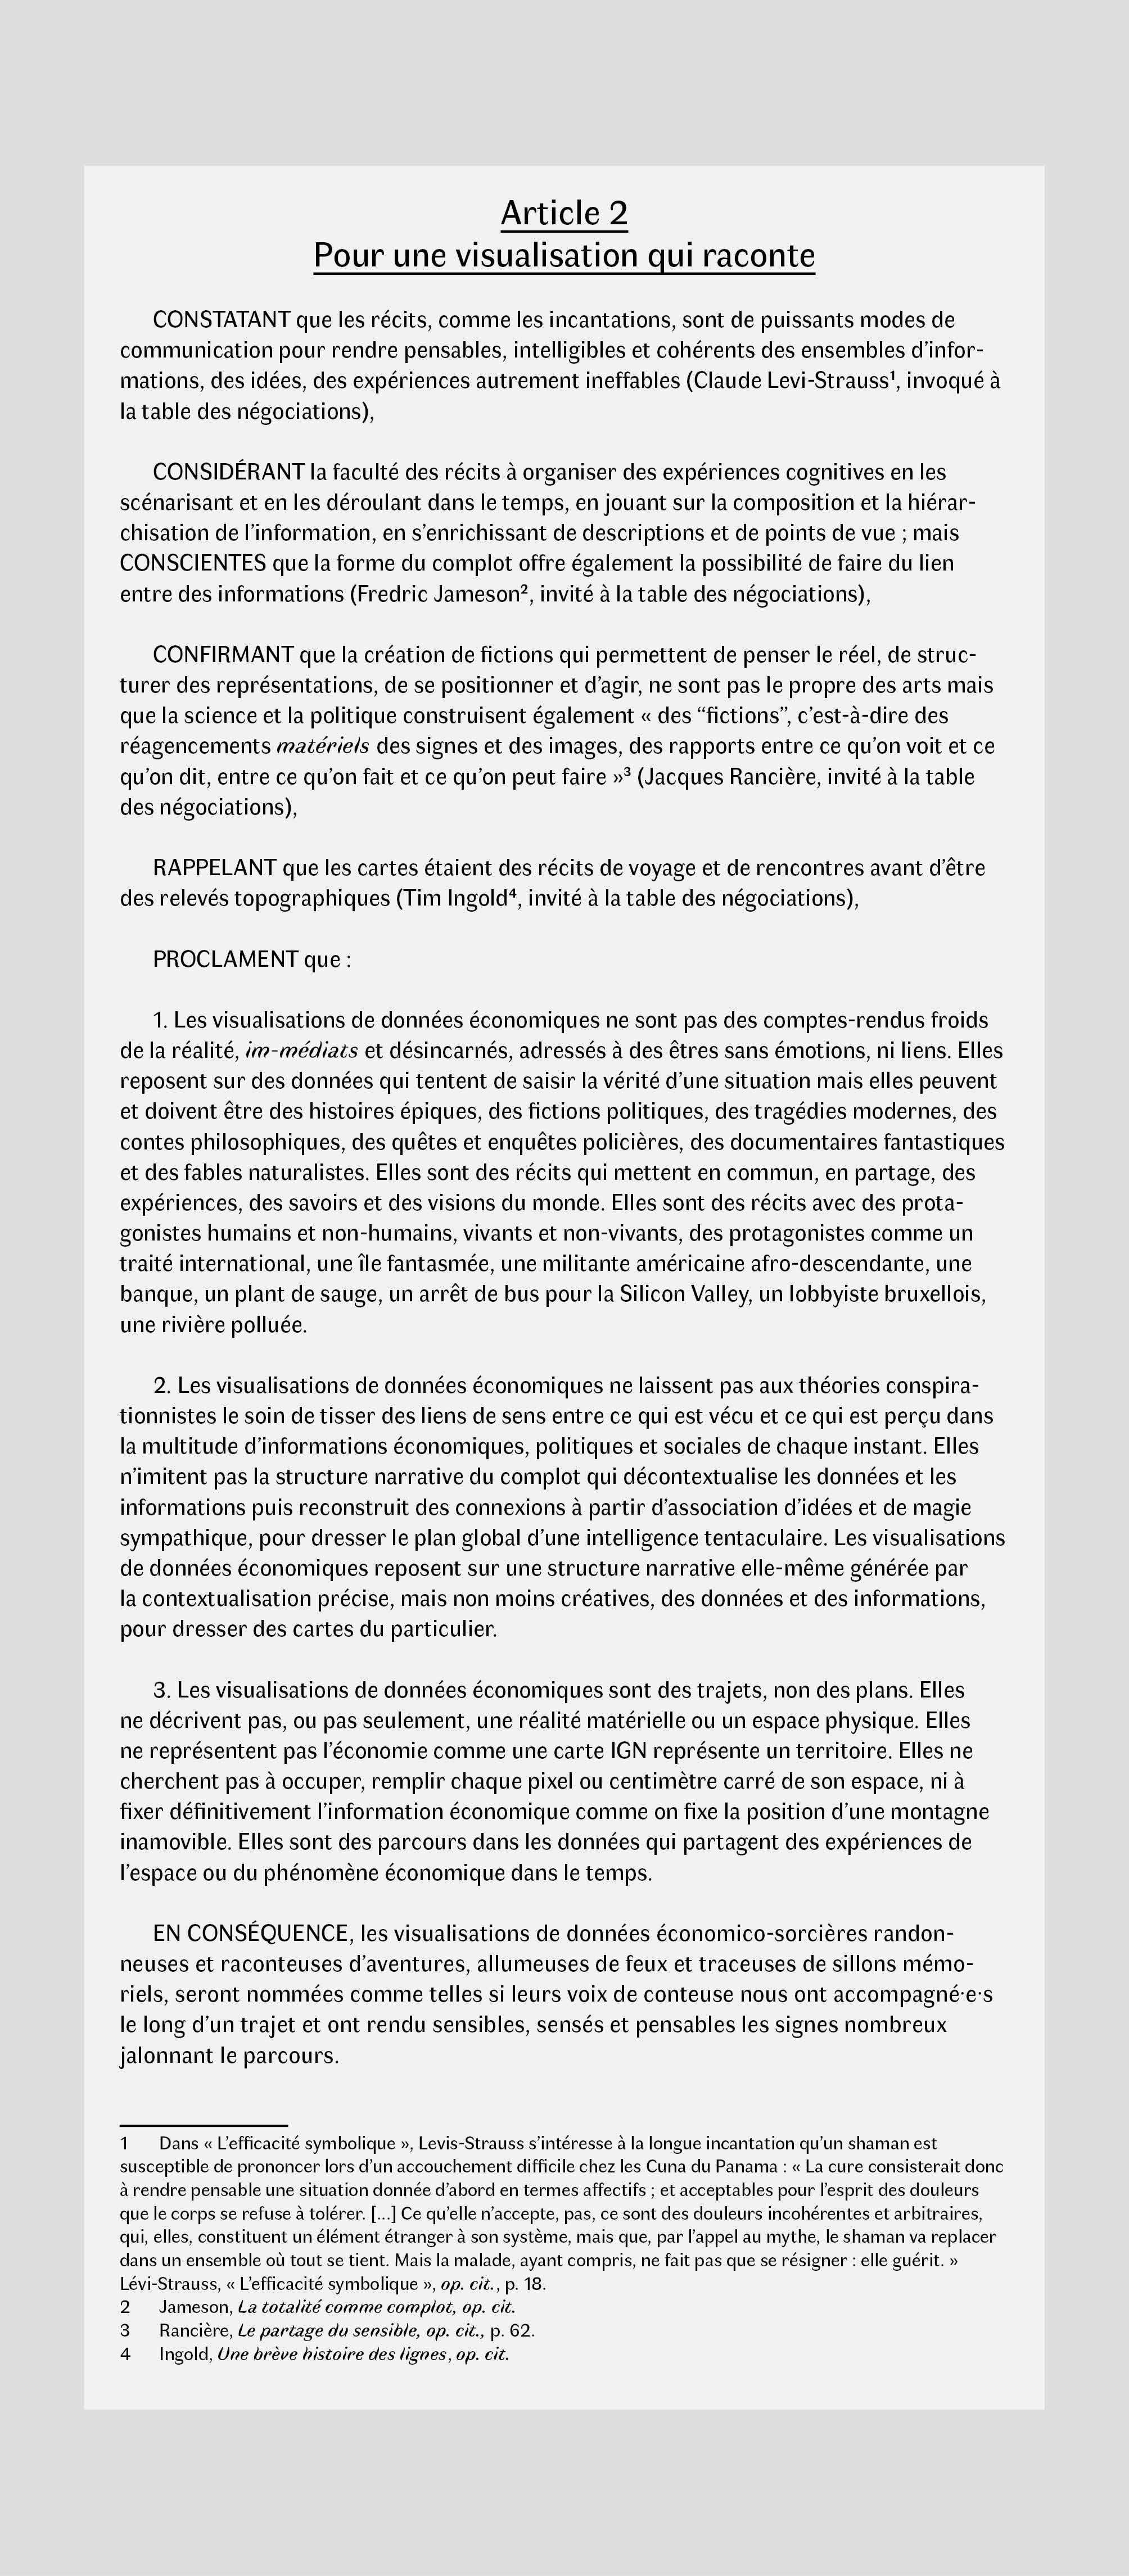 Article 2
Pour une visualisation qui raconte
CONSTATANT que les récits, comme les incantations, sont de puissants modes de
communication pour rendre pensables, intelligibles et cohérents des ensembles d’infor-
mations, des idées, des expériences autrement ineffables (Claude Levi-Strauss¹, invoqué à
la table des négociations),
CONSIDÉRANT la faculté des récits à organiser des expériences cognitives en les
scénarisant et en les déroulant dans le temps, en jouant sur la composition et la hiérar-
chisation de l’information, en s’enrichissant de descriptions et de points de vue ; mais
CONSCIENTES que la forme du complot offre également la possibilité de faire du lien
entre des informations (Fredric Jameson², invité à la table des négociations),
CONFIRMANT que la création de fictions qui permettent de penser le réel, de struc-
turer des représentations, de se positionner et d’agir, ne sont pas le propre des arts mais
que la science et la politique construisent également « des “fictions”, c’est-à-dire des
réagencements matériels des signes et des images, des rapports entre ce qu’on voit et ce
qu’on dit, entre ce qu’on fait et ce qu’on peut faire »³ (Jacques Rancière, invité à la table
des négociations),
RAPPELANT que les cartes étaient des récits de voyage et de rencontres avant d’être
des relevés topographiques (Tim Ingold⁴, invité à la table des négociations),
PROCLAMENT que :
1. Les visualisations de données économiques ne sont pas des comptes-rendus froids
de la réalité, im-médiats et désincarnés, adressés à des êtres sans émotions, ni liens. Elles
reposent sur des données qui tentent de saisir la vérité d’une situation mais elles peuvent
et doivent être des histoires épiques, des fictions politiques, des tragédies modernes, des
contes philosophiques, des quêtes et enquêtes policières, des documentaires fantastiques
et des fables naturalistes. Elles sont des récits qui mettent en commun, en partage, des
expériences, des savoirs et des visions du monde. Elles sont des récits avec des prota-
gonistes humains et non-humains, vivants et non-vivants, des protagonistes comme un
traité international, une île fantasmée, une militante américaine afro-descendante, une
banque, un plant de sauge, un arrêt de bus pour la Silicon Valley, un lobbyiste bruxellois,
une rivière polluée.
2. Les visualisations de données économiques ne laissent pas aux théories conspira-
tionnistes le soin de tisser des liens de sens entre ce qui est vécu et ce qui est perçu dans
la multitude d’informations économiques, politiques et sociales de chaque instant. Elles
n’imitent pas la structure narrative du complot qui décontextualise les données et les
informations puis reconstruit des connexions à partir d’association d’idées et de magie
sympathique, pour dresser le plan global d’une intelligence tentaculaire. Les visualisations
de données économiques reposent sur une structure narrative elle-même générée par
la contextualisation précise, mais non moins créatives, des données et des informations,
pour dresser des cartes du particulier.
3. Les visualisations de données économiques sont des trajets, non des plans. Elles
ne décrivent pas, ou pas seulement, une réalité matérielle ou un espace physique. Elles
ne représentent pas l’économie comme une carte IGN représente un territoire. Elles ne
cherchent pas à occuper, remplir chaque pixel ou centimètre carré de son espace, ni à
fixer définitivement l’information économique comme on fixe la position d’une montagne
inamovible. Elles sont des parcours dans les données qui partagent des expériences de
l’espace ou du phénomène économique dans le temps.
EN CONSÉQUENCE, les visualisations de données économico-sorcières randon-
neuses et raconteuses d’aventures, allumeuses de feux et traceuses de sillons mémo-
riels, seront nommées comme telles si leurs voix de conteuse nous ont accompagné·e·s
le long d’un trajet et ont rendu sensibles, sensés et pensables les signes nombreux
jalonnant le parcours.
1 Dans « L’efficacité symbolique », Levis-Strauss s’intéresse à la longue incantation qu’un shaman est
susceptible de prononcer lors d’un accouchement difficile chez les Cuna du Panama : « La cure consisterait donc
à rendre pensable une situation donnée d’abord en termes affectifs ; et acceptables pour l’esprit des douleurs
que le corps se refuse à tolérer. [...] Ce qu’elle n’accepte, pas, ce sont des douleurs incohérentes et arbitraires,
qui, elles, constituent un élément étranger à son système, mais que, par l’appel au mythe, le shaman va replacer
dans un ensemble où tout se tient. Mais la malade, ayant compris, ne fait pas que se résigner : elle guérit. »
Lévi-Strauss, « L’efficacité symbolique », op. cit., p. 18.
2 Jameson, La totalité comme complot, op. cit.
3 Rancière, Le partage du sensible, op. cit., p. 62.
4 Ingold, Une brève histoire des lignes, op. cit.